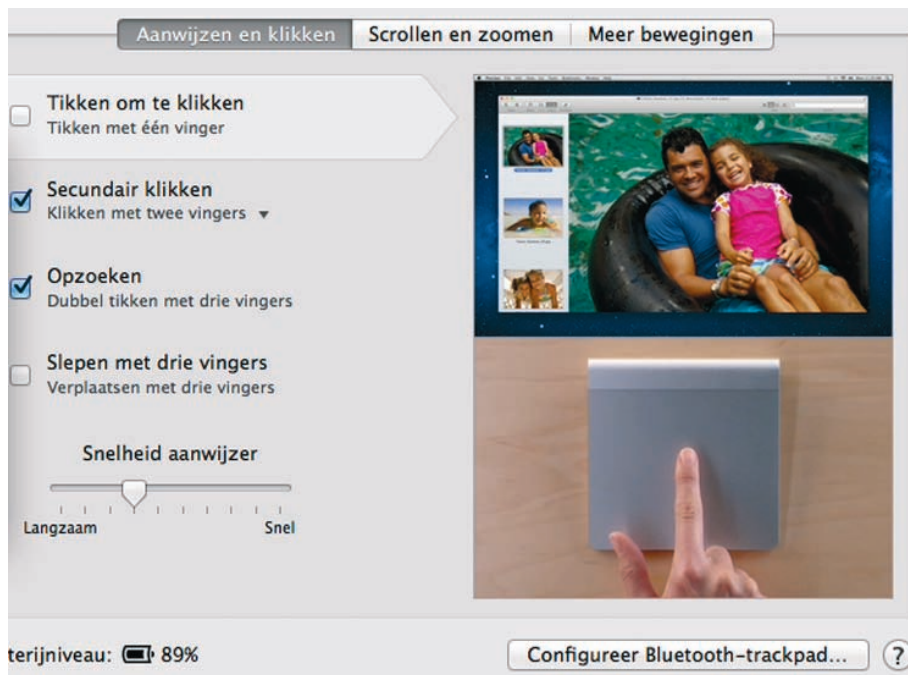 Aanwijzen en klikken
Scrollen en zoomen
Meer bewegingen
Tikken om te klikken
Tikken met één vinger
Secundair klikken
Klikken met twee vingers
Opzoeken
Dubbel tikken met drie vingers
Slepen met drie vingers
Verplaatsen met drie vingers
Snelheid aanwijzer
Langzaam
Snel
terijniveau: 89%
Configureer Bluetooth-trackpad...
?